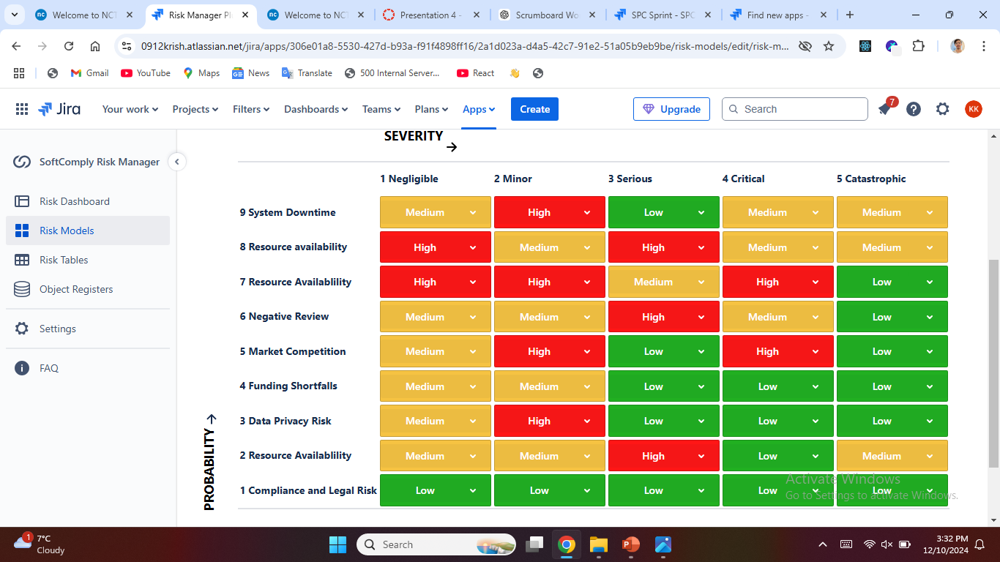 Welcome to NCT
Risk Manager Pl
Welcome to NCT
Presentation 4 -
Scrumboard Wo
SPC Sprint - SPC
Find new apps -
0912krish.atlassian.net/jira/apps/306e01a8-5530-427d-b93a-f91f4898ff16/2a1d023a-d4a5-42c7-91e2-51a05b9eb9be/risk-models/edit/risk-m...
Gmail
YouTube
Maps
News
Translate
500 Internal Server...
React
Jira
Your work
Projects
Filters
Dashboards
Teams
Plans
Apps
Create
Upgrade
Search
7
KK
SoftComply Risk Manager
Risk Dashboard
Risk Models
Risk Tables
Object Registers
Settings
FAQ
SEVERITY
1 Negligible 2 Minor 3 Serious 4 Critical 5 Catastrophic
9 System Downtime Medium High Low Medium Medium
8 Resource availability High Medium High Medium Medium
7 Resource Availablility High High Medium High Low
6 Negative Review Medium Medium High Medium Low
5 Market Competition Medium High Low High Low
4 Funding Shortfalls Medium Medium Low Low Low
3 Data Privacy Risk Medium High Low Low Low
2 Resource Availablility Medium Medium High Low Medium
1 Compliance and Legal Risk Low Low Low Low Low
PROBABILITY
Activate Windows
Go to Settings to activate Windows.
1
7°C
Cloudy
Search
3:32 PM
12/10/2024